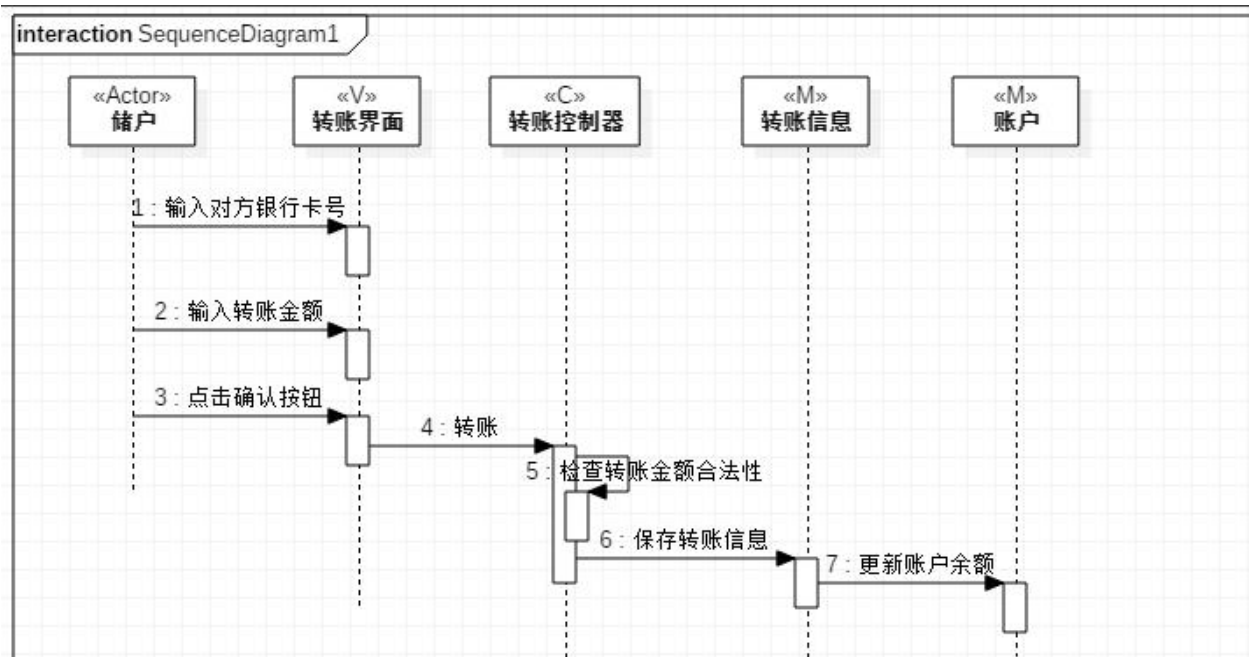 interaction SequenceDiagram1
«Actor»
储户
«V»
转账界面
«C»
转账控制器
«M»
转账信息
«M»
账户
1 : 输入对方银行卡号
2 : 输入转账金额
3 : 点击确认按钮
4 : 转账
5 : 检查转账金额合法性
6 : 保存转账信息
7 : 更新账户余额